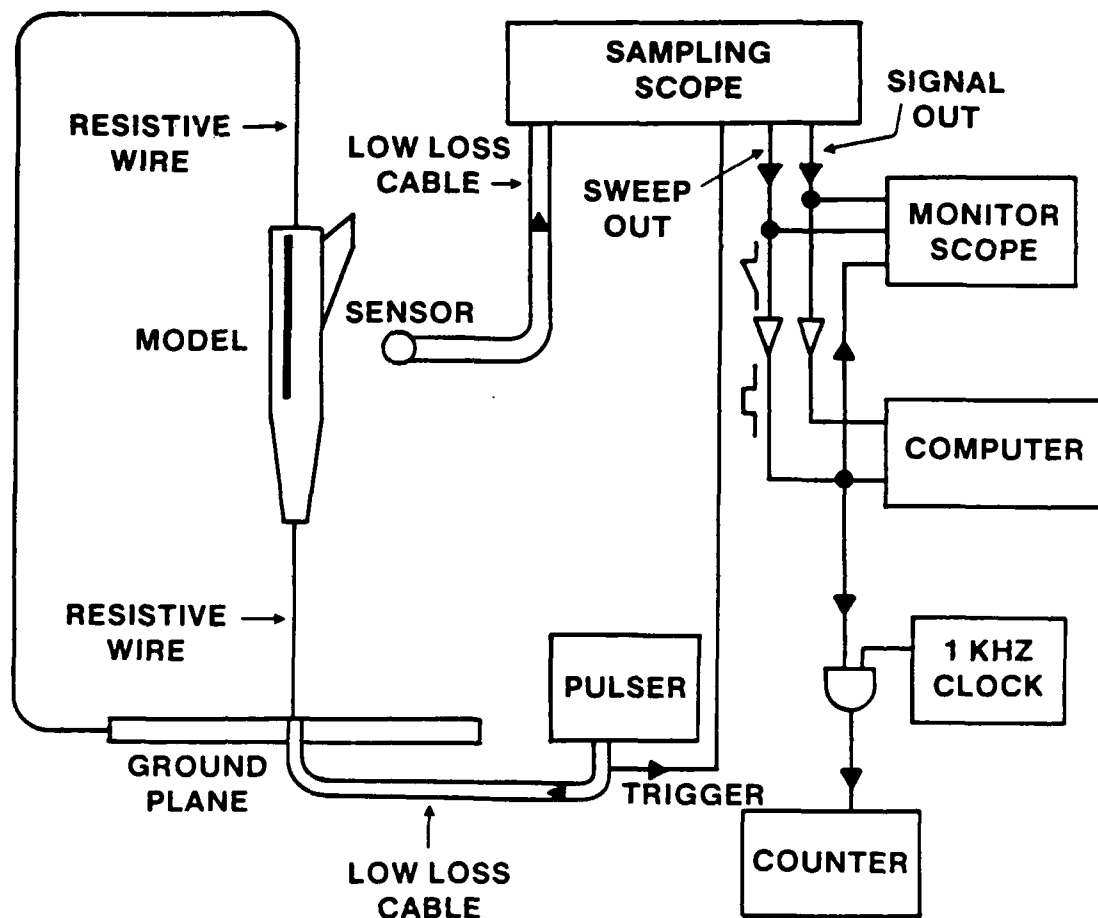 SAMPLING
SCOPE
SIGNAL
OUT
RESISTIVE
WIRE
LOW LOSS
CABLE
SWEEP
OUT
MONITOR
SCOPE
SENSOR
MODEL
COMPUTER
RESISTIVE
WIRE
PULSER
1 KHZ
CLOCK
GROUND
PLANE
TRIGGER
LOW LOSS
CABLE
COUNTER